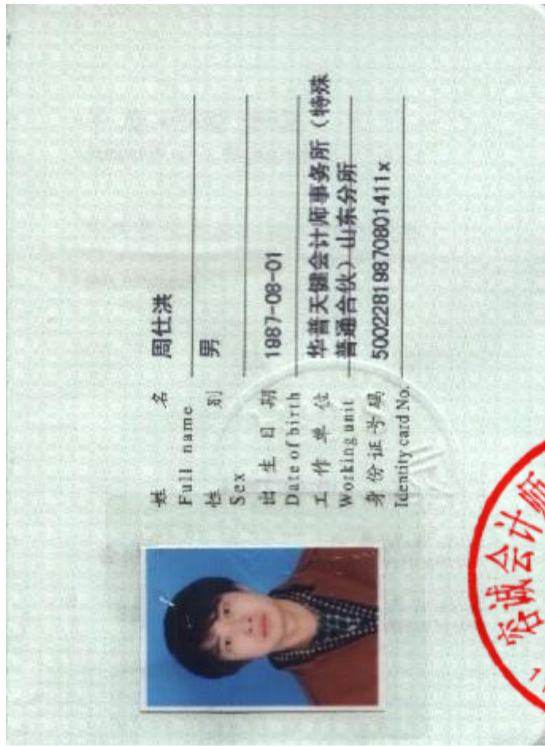 姓 名 周仕洪
Full name
性 别 男
Sex
出 生 日 期 1987-08-01
Date of birth
工 作 单 位 华普天健会计师事务所（特殊
Working unit 普通合伙）山东分所
身 份 证 号 码 50022819870801411x
Identity card No.
容诚会计师